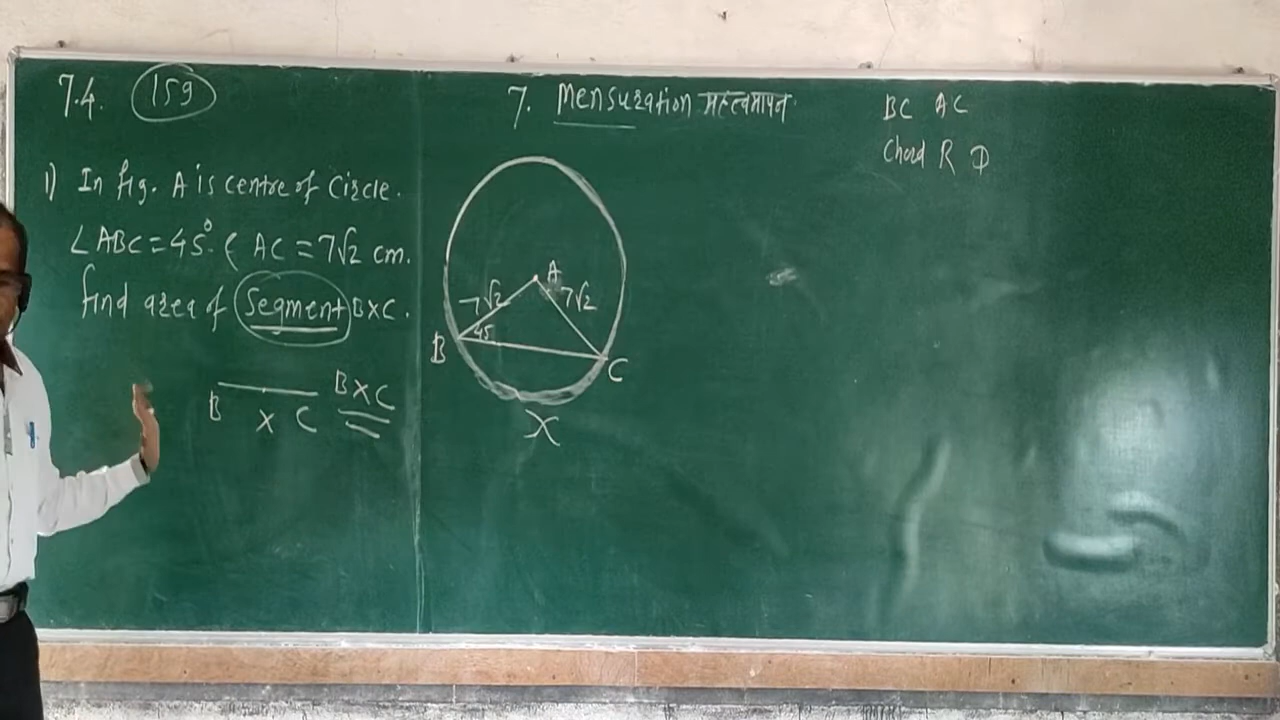 7.4. 159
1) In fig. A is centre of Circle.
∠ABC = 45° & AC = 7√2 cm.
find area of Segment BXC.
B X C BXC
7. Mensuration महत्वमापन
A
7√2 7√2
45
B
C
X
BC AC
Chord R D